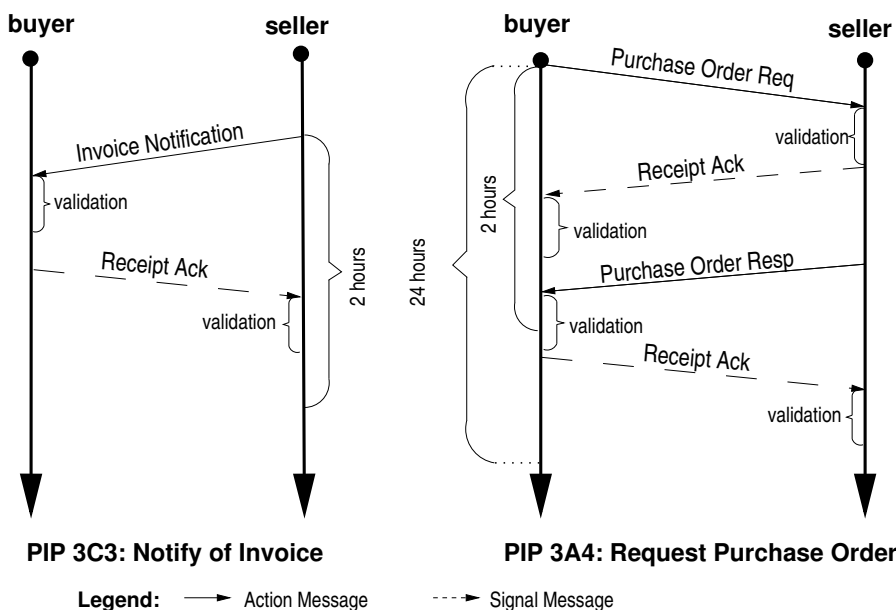 buyer
seller
Invoice Notification
validation
Receipt Ack
validation
2 hours
PIP 3C3: Notify of Invoice
buyer
seller
Purchase Order Req
validation
Receipt Ack
validation
Purchase Order Resp
validation
Receipt Ack
validation
2 hours
24 hours
PIP 3A4: Request Purchase Order
Legend: Action Message Signal Message